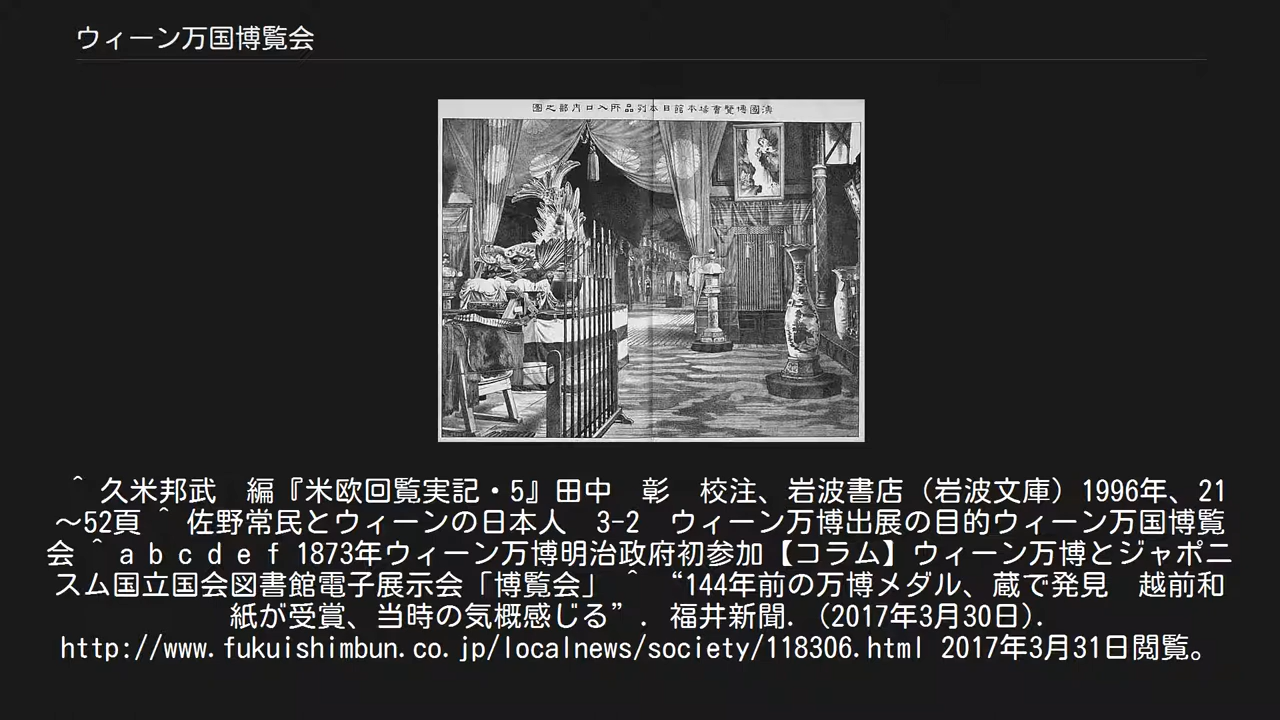 ウィーン万国博覧会
澳國博覽會場本館日本列品所入口内部之圖
^ 久米邦武　編『米欧回覧実記・5』田中　彰　校注、岩波書店（岩波文庫）1996年、21
〜52頁 ^ 佐野常民とウィーンの日本人　3-2　ウィーン万博出展の目的ウィーン万国博覧
会 ^ a b c d e f 1873年ウィーン万博明治政府初参加【コラム】ウィーン万博とジャポニ
スム国立国会図書館電子展示会「博覧会」 ^ “144年前の万博メダル、蔵で発見　越前和
紙が受賞、当時の気概感じる”. 福井新聞. (2017年3月30日).
http://www.fukuishimbun.co.jp/localnews/society/118306.html 2017年3月31日閲覧。